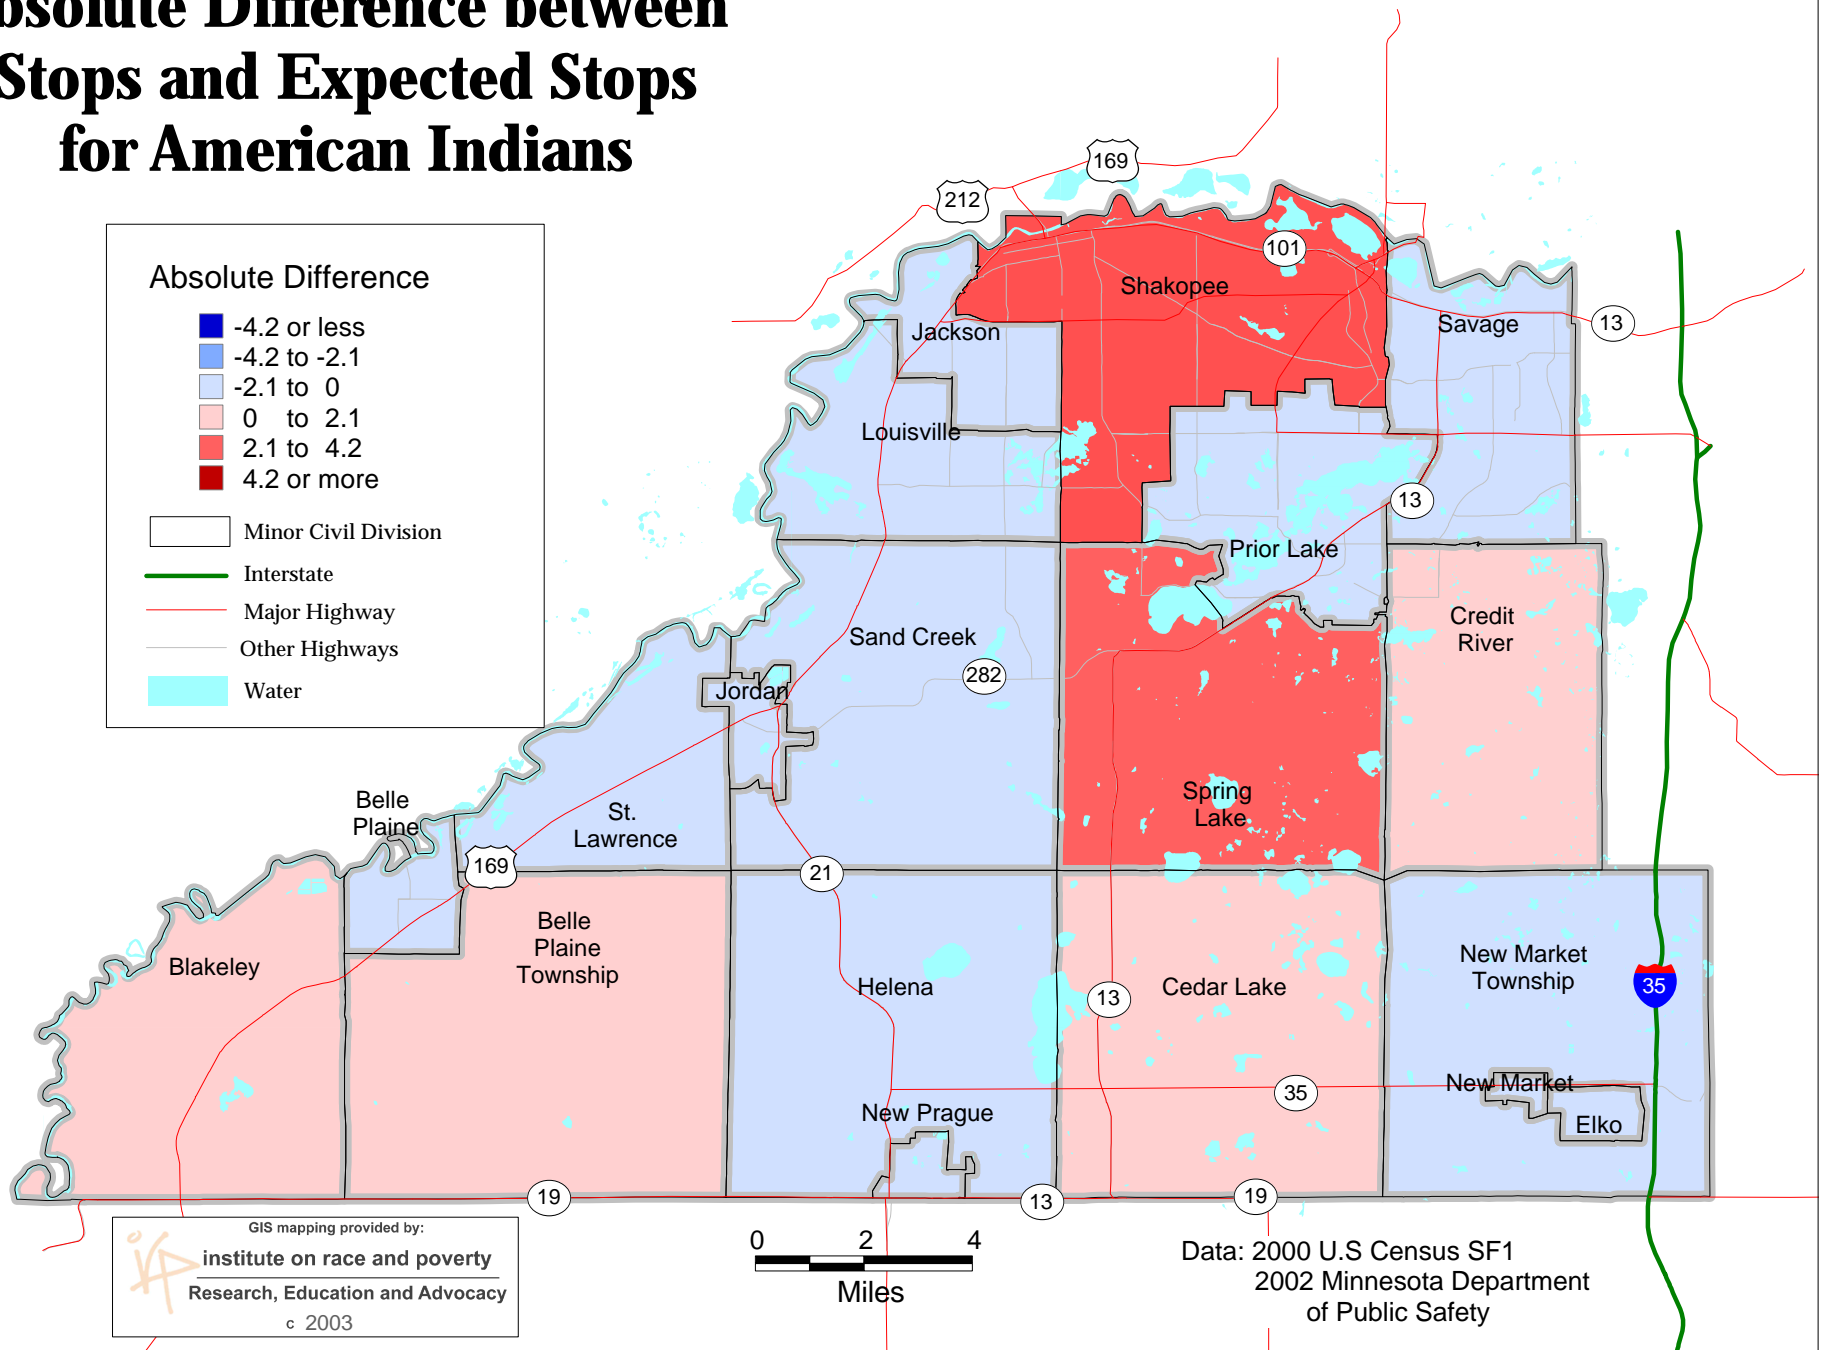 bsolute Difference between
Stops and Expected Stops
for American Indians
Absolute Difference
-4.2 or less
-4.2 to -2.1
-2.1 to 0
0 to 2.1
2.1 to 4.2
4.2 or more
Minor Civil Division
Interstate
Major Highway
Other Highways
Water
169
212
101
Shakopee
Jackson
Savage
13
Louisville
13
Prior Lake
Credit
River
Sand Creek
282
Jordan
Spring
Lake
Belle
Plaine
St.
Lawrence
169
21
Belle
Plaine
Township
Blakeley
Helena
13
Cedar Lake
New Market
Township
35
New Market
35
New Prague
Elko
19
13
19
GIS mapping provided by:
institute on race and poverty
Research, Education and Advocacy
c 2003
0 2 4
Miles
Data: 2000 U.S Census SF1
2002 Minnesota Department
of Public Safety